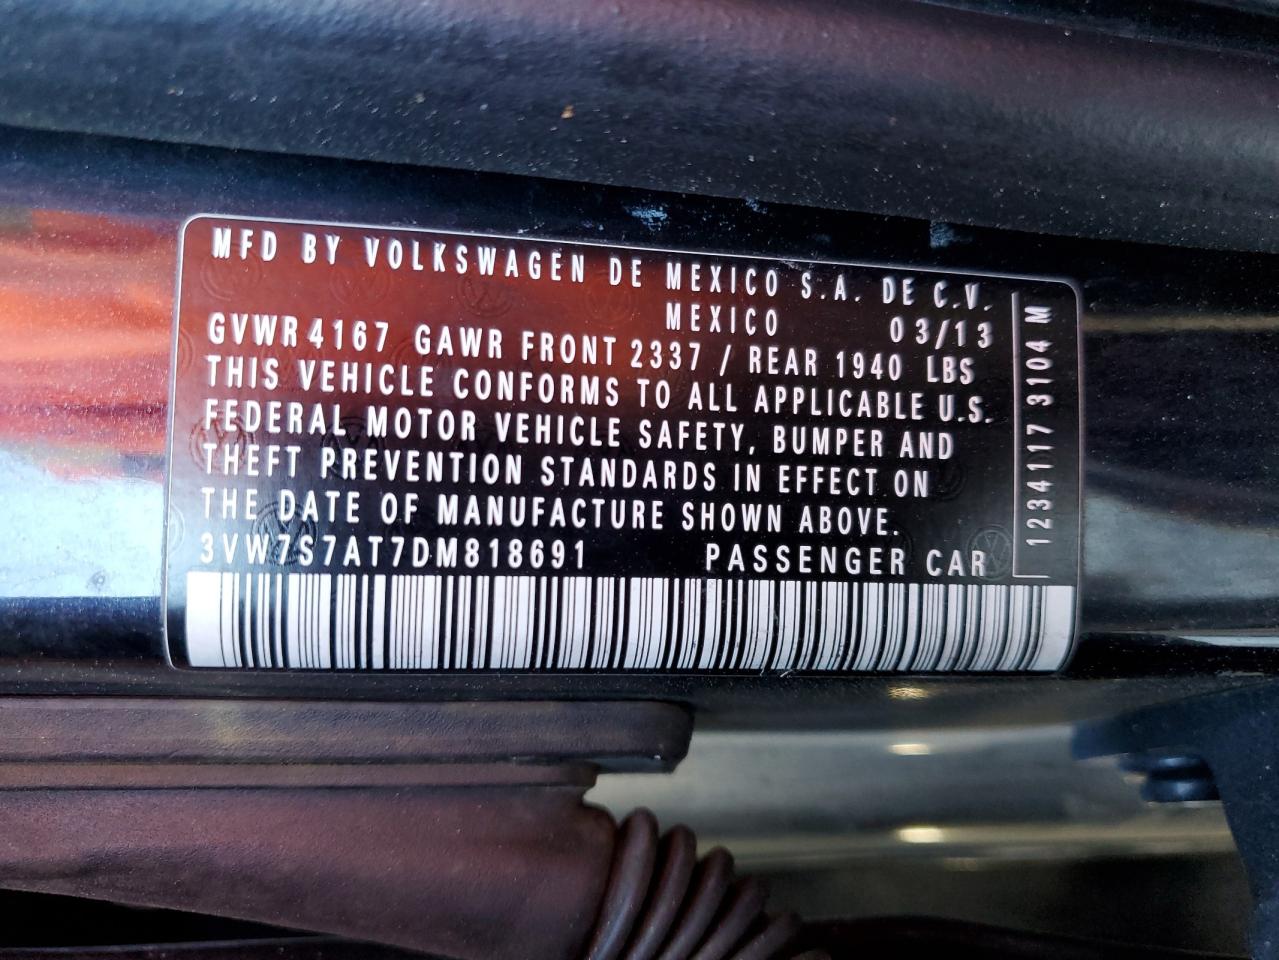 MFD BY VOLKSWAGEN DE MEXICO S.A. DE C.V.
MEXICO 03/13
GVWR 4167 GAWR FRONT 2337 / REAR 1940 LBS
THIS VEHICLE CONFORMS TO ALL APPLICABLE U.S.
FEDERAL MOTOR VEHICLE SAFETY, BUMPER AND
THEFT PREVENTION STANDARDS IN EFFECT ON
THE DATE OF MANUFACTURE SHOWN ABOVE.
3VW7S7AT7DM818691 PASSENGER CAR
1234117 3104 M